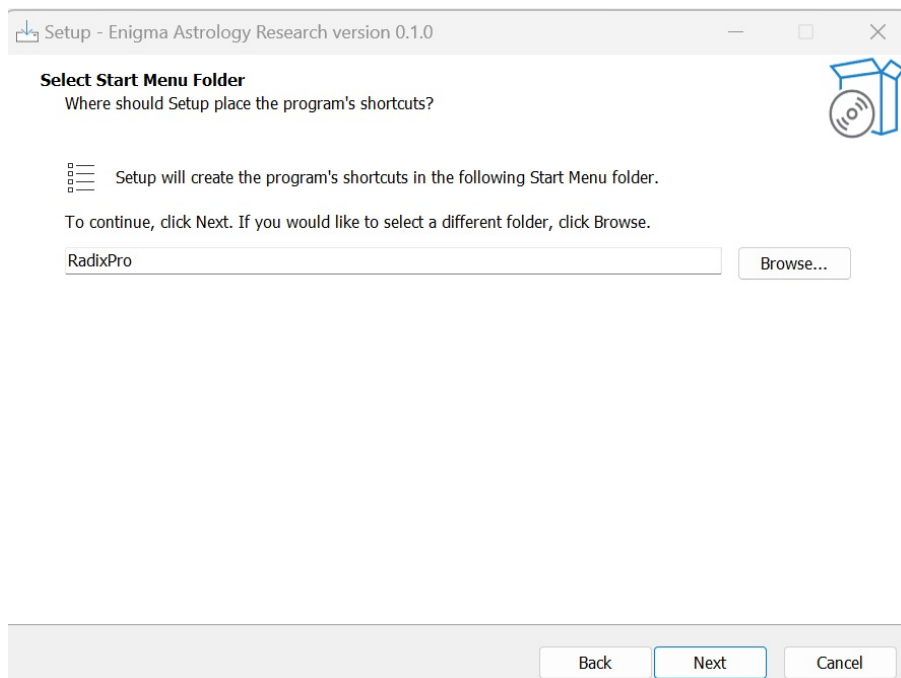 Setup - Enigma Astrology Research version 0.1.0
Select Start Menu Folder
Where should Setup place the program's shortcuts?
Setup will create the program's shortcuts in the following Start Menu folder.
To continue, click Next. If you would like to select a different folder, click Browse.
RadixPro
Browse...
Back
Next
Cancel